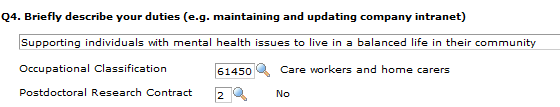 Q4. Briefly describe your duties (e.g. maintaining and updating company intranet)
Supporting individuals with mental health issues to live in a balanced life in their community
Occupational Classification 61450 Care workers and home carers
Postdoctoral Research Contract 2 No